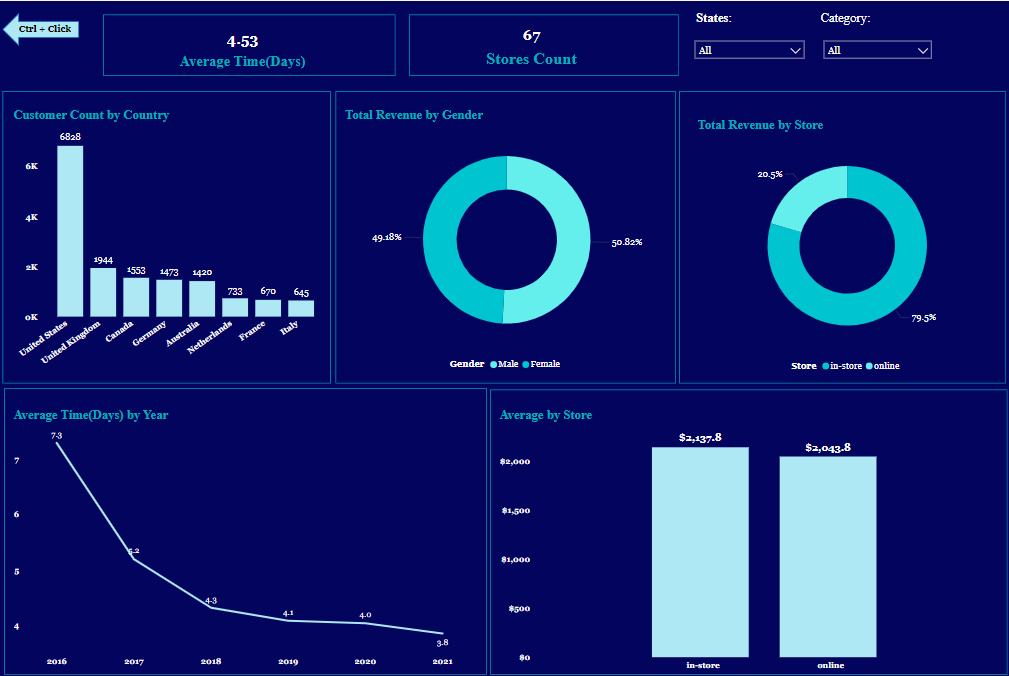 Ctrl + Click
4.53
Average Time(Days)
67
Stores Count
States:
All
Category:
All
Customer Count by Country
6K
4K
2K
0K
6828
1944
1553
1473
1420
733
670
645
United States
United Kingdom
Canada
Germany
Australia
Netherlands
France
Italy
Total Revenue by Gender
49.18%
50.82%
Gender Male Female
Total Revenue by Store
20.5%
79.5%
Store in-store online
Average Time(Days) by Year
7
6
5
4
7.3
5.2
4.3
4.1
4.0
3.8
2016 2017 2018 2019 2020 2021
Average by Store
$2,000
$1,500
$1,000
$500
$0
$2,137.8
$2,043.8
in-store online